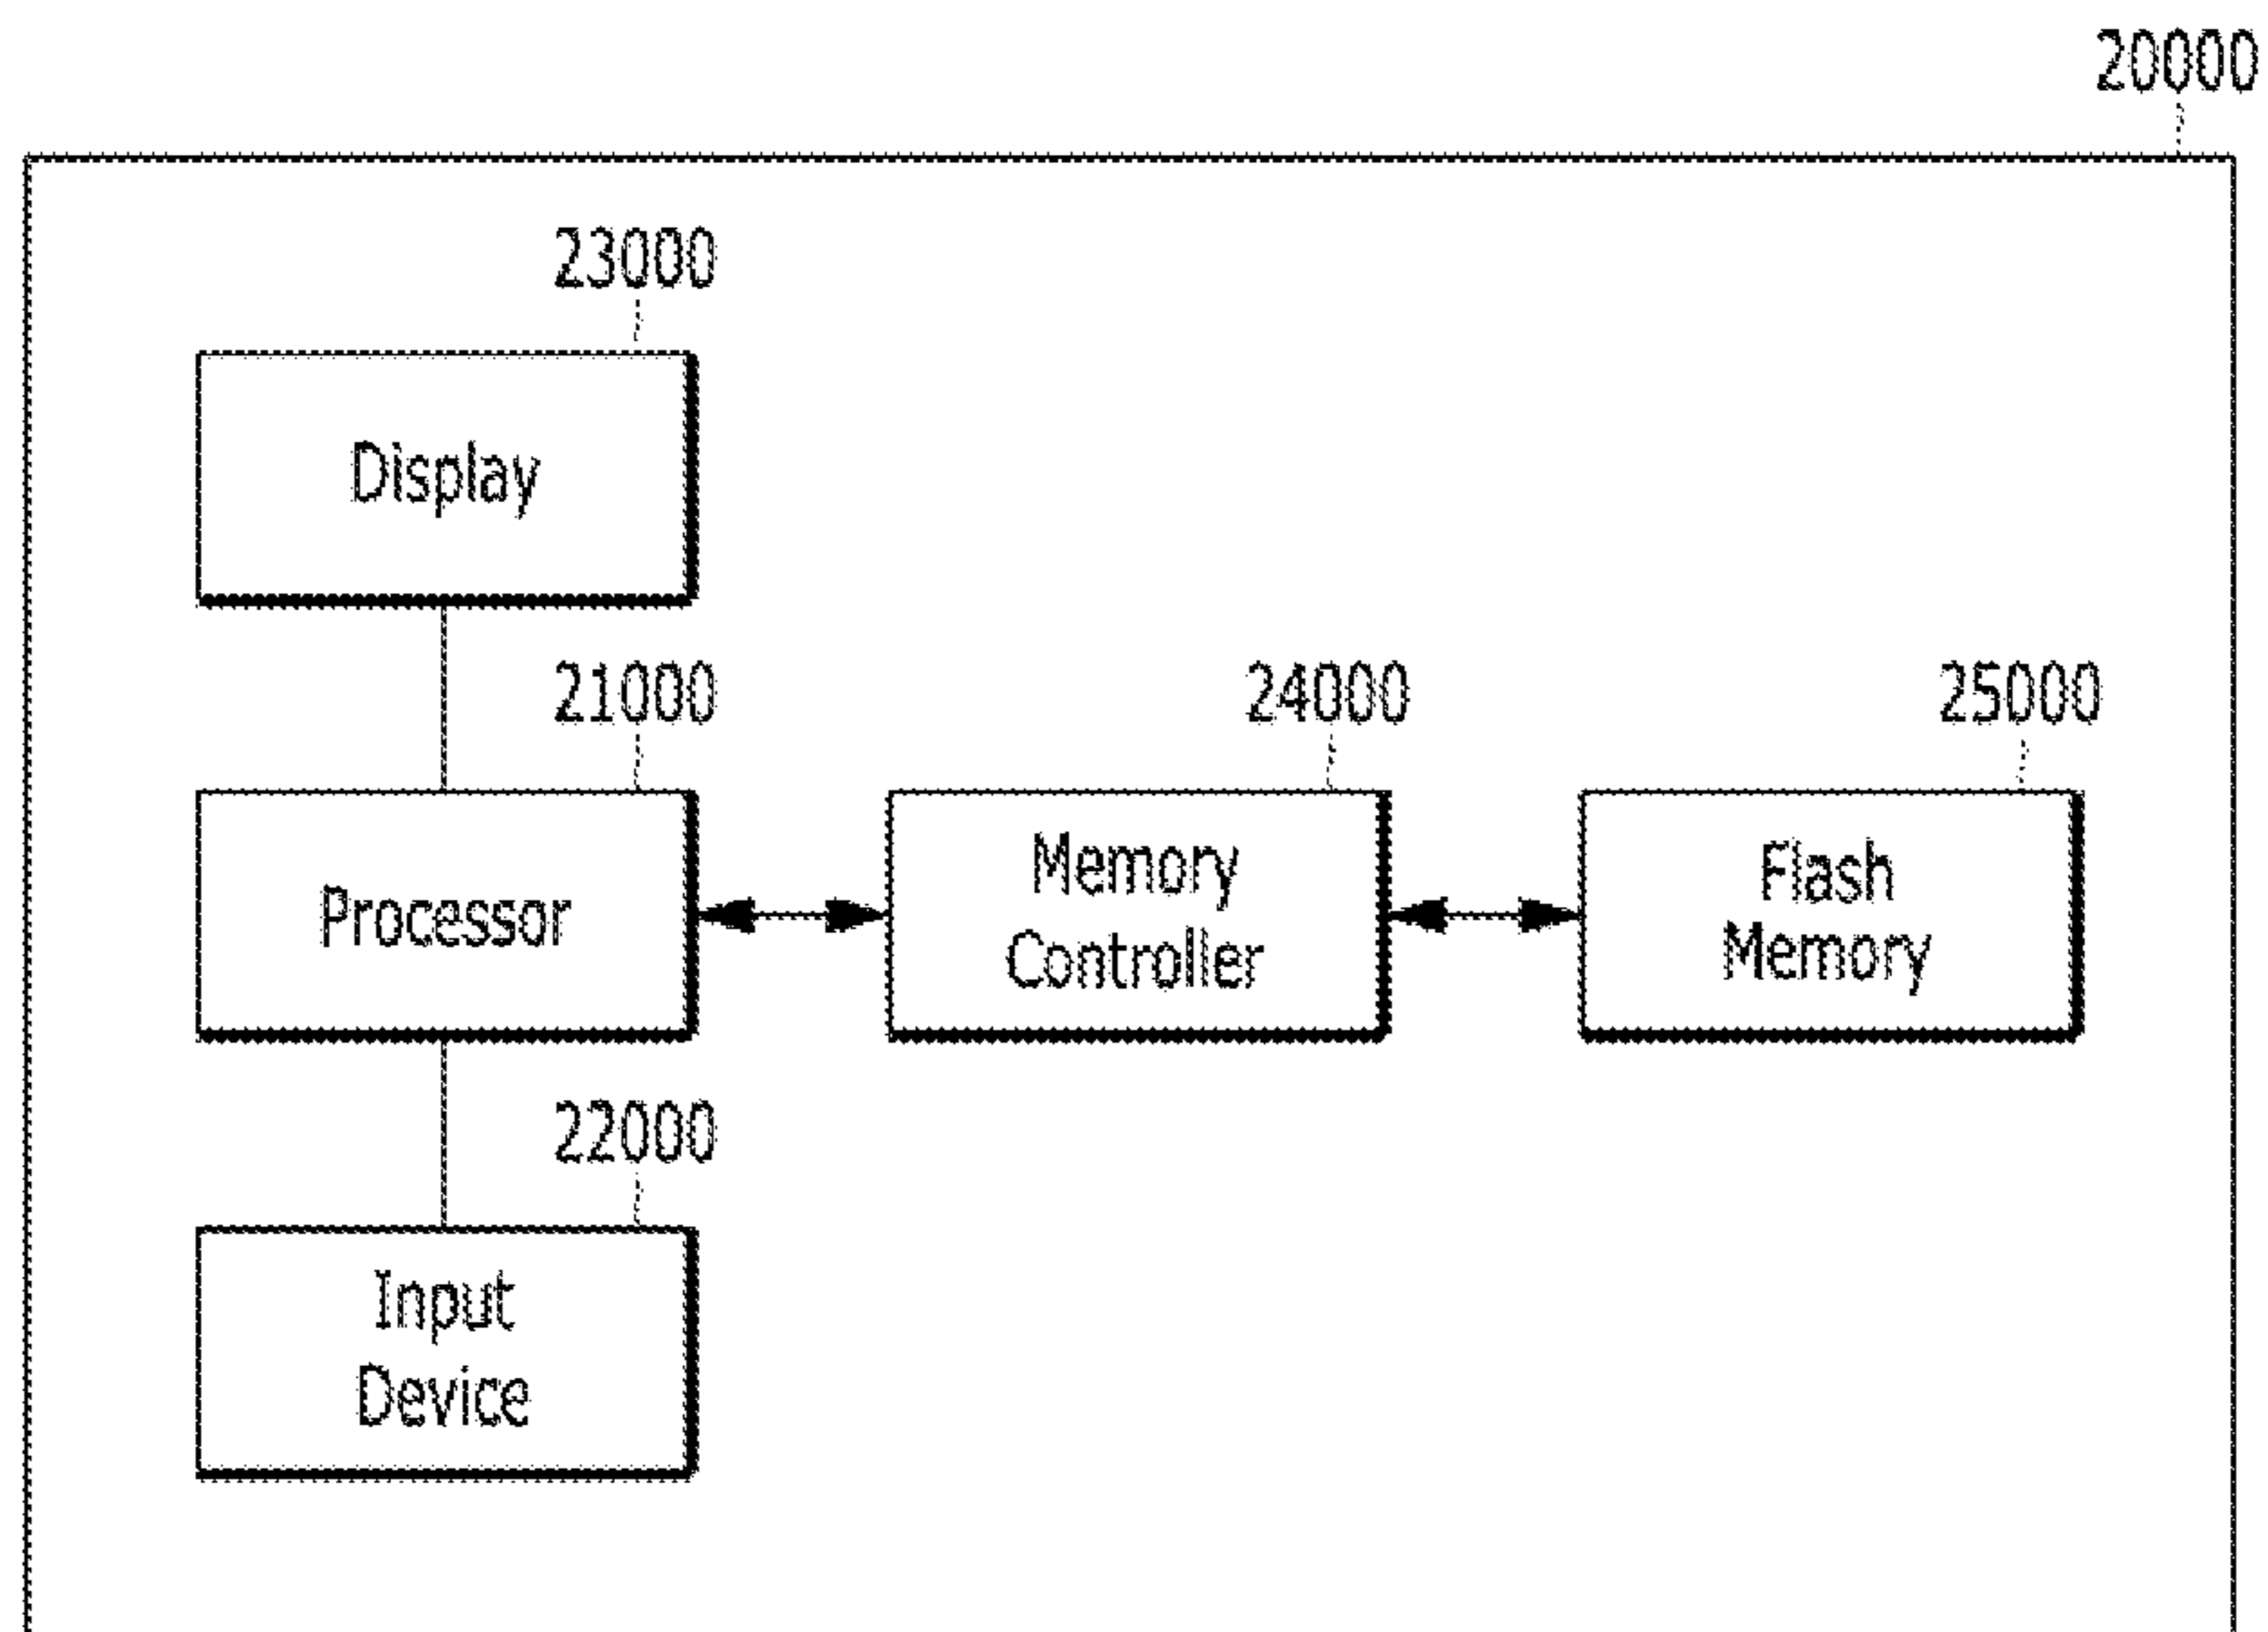 20000
23000
Display
21000
24000
25000
Processor
Memory
Controller
Flash
Memory
22000
Input
Device